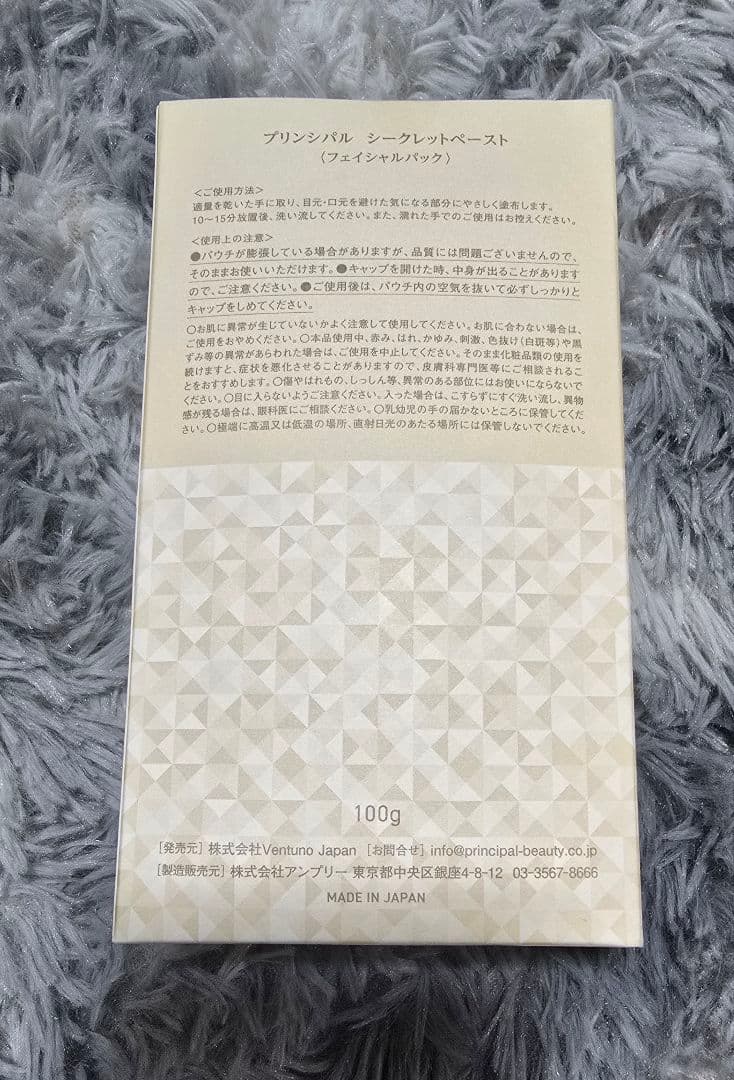 プリンシパル シークレットペースト
〈フェイシャルパック〉
＜ご使用方法＞
適量を乾いた手に取り、目元・口元を避けた気になる部分にやさしく塗布します。
10～15分放置後、洗い流してください。また、濡れた手でのご使用はお控えください。
＜使用上の注意＞
●パウチが膨張している場合がありますが、品質には問題ございませんので、
そのままお使いいただけます。●キャップを開けた時、中身が出ることがあります
ので、ご注意ください。●ご使用後は、パウチ内の空気を抜いて必ずしっかりと
キャップをしめてください。
○お肌に異常が生じていないかよく注意して使用してください。お肌に合わない場合は、
ご使用をおやめください。○本品使用中、赤み、はれ、かゆみ、刺激、色抜け(白斑等)や黒
ずみ等の異常があらわれた場合は、ご使用を中止してください。そのまま化粧品類の使用を
続けますと、症状を悪化させることがありますので、皮膚科専門医等にご相談されるこ
とをおすすめします。○傷やはれもの、しっしん等、異常のある部位にはお使いにならないで
ください。○目に入らないようご注意ください。入った場合は、こすらずにすぐ洗い流し、異物
感が残る場合は、眼科医にご相談ください。○乳幼児の手の届かないところに保管してくだ
さい。○極端に高温又は低温の場所、直射日光のあたる場所には保管しないでください。
100g
[発売元] 株式会社Ventuno Japan [お問合せ] info@principal-beauty.co.jp
[製造販売元] 株式会社アンブリー 東京都中央区銀座4-8-12 03-3567-8666
MADE IN JAPAN